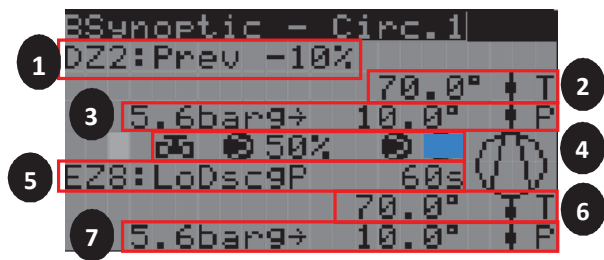 BSynoptic - Circ.1
1 DZ2:Prev -10%
70.0° T 2
3 5.6barg→ 10.0° P
50% 4
5 EZ8:LoDscgP 60s
70.0° T 6
7 5.6barg→ 10.0° P